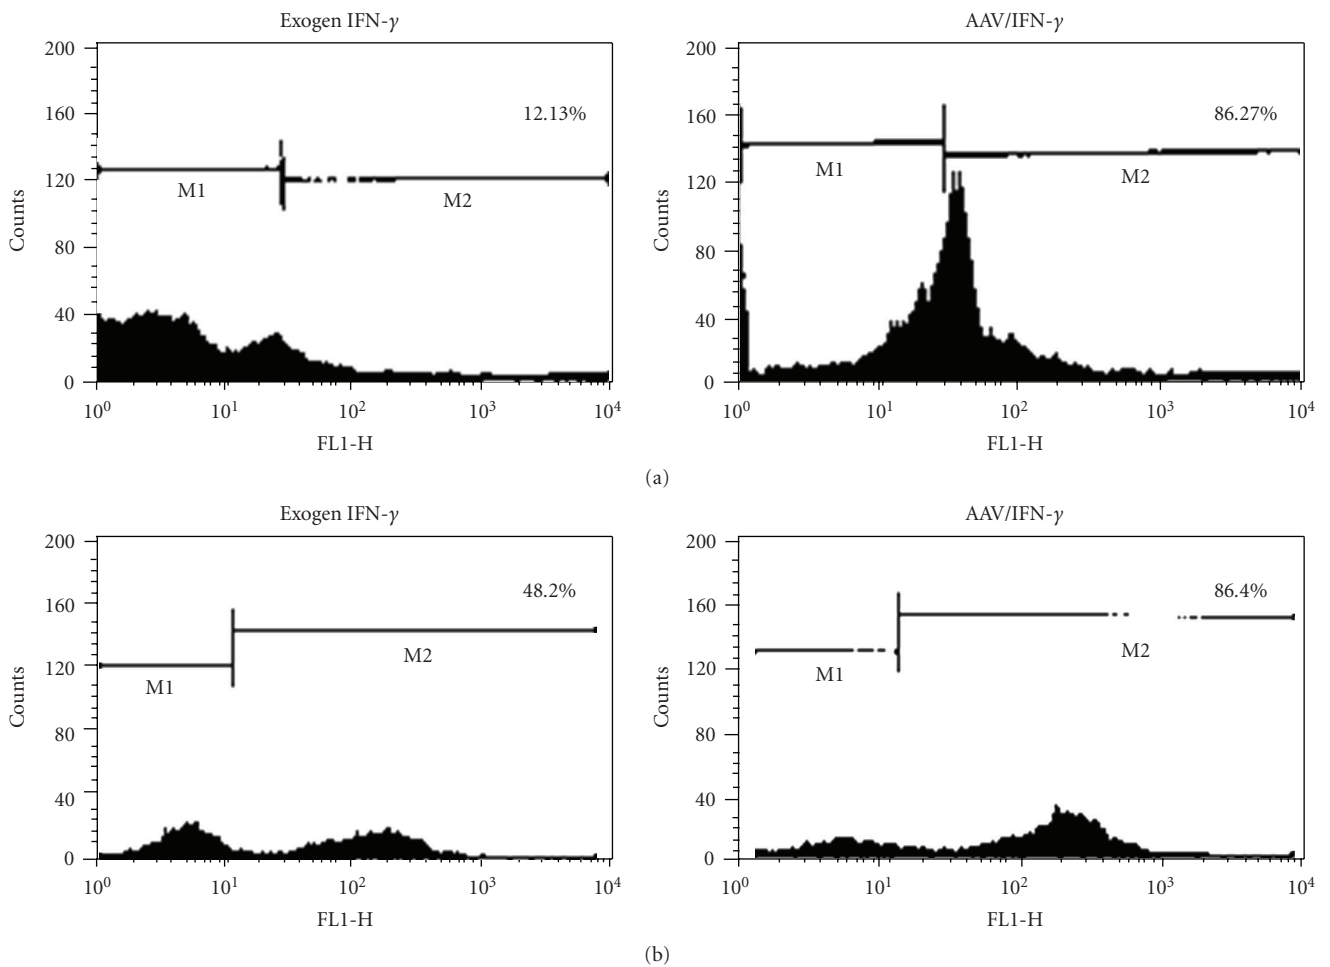 Exogen IFN-γ
AAV/IFN-γ
200
160
120
80
40
0
Counts
12.13%
M1
M2
10⁰ 10¹ 10² 10³ 10⁴
FL1-H
200
160
120
80
40
0
Counts
86.27%
M1
M2
10⁰ 10¹ 10² 10³ 10⁴
FL1-H
(a)
Exogen IFN-γ
AAV/IFN-γ
200
160
120
80
40
0
Counts
48.2%
M2
M1
10⁰ 10¹ 10² 10³ 10⁴
FL1-H
200
160
120
80
40
0
Counts
86.4%
M2
M1
10⁰ 10¹ 10² 10³ 10⁴
FL1-H
(b)